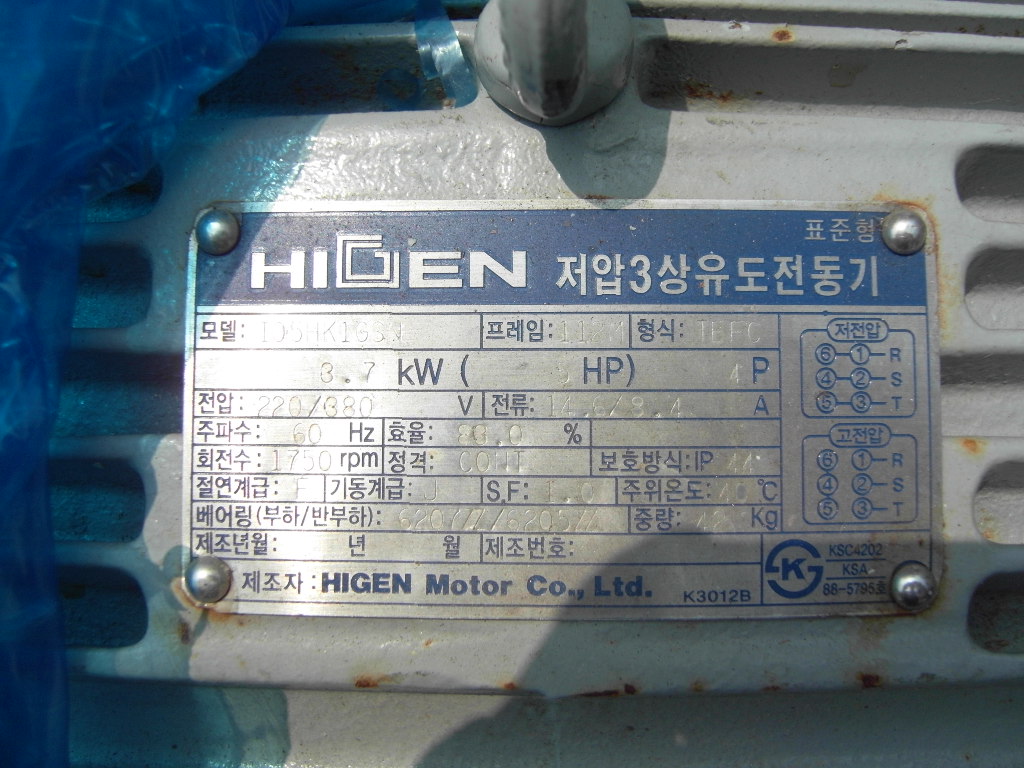 표준형
HIGEN 저압3상유도전동기
모델: 프레임: 112M 형식: TEFC
3.7 kW ( 5 HP) 4 P
전압: 220/380 V 전류: 14.6/8.4 A
주파수: 60 Hz 효율: %
회전수: 1750 rpm 정격: CONT 보호방식: IP 44
절연계급: F 기동계급: J S.F: 1.0 주위온도: 40 ℃
베어링(부하/반부하): 중량: Kg
제조년월: 년 월 제조번호:
제조자: HIGEN Motor Co., Ltd. K3012B
저전압
⑥ ① R
④ ② S
⑤ ③ T
고전압
⑥ ① R
④ ② S
⑤ ③ T
K
KSC4202
KSA
88-5795호